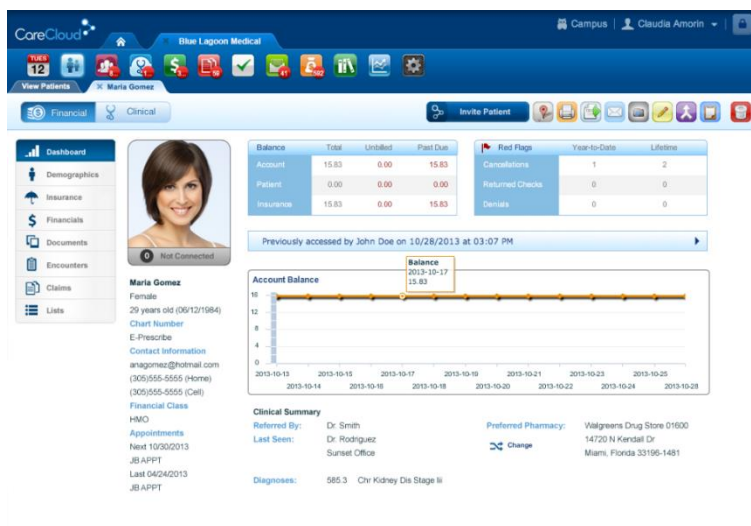 CareCloud
Blue Lagoon Medical
Campus
Claudia Amorin
TUES
12
View Patients
Maria Gomez
Financial
Clinical
Invite Patient
Dashboard
Demographics
Insurance
Financials
Documents
Encounters
Claims
Lists
0 Not Connected
Maria Gomez
Female
29 years old (06/12/1984)
Chart Number
E-Prescribe
Contact Information
anagomez@hotmail.com
(305)555-5555 (Home)
(305)555-5555 (Cell)
Financial Class
HMO
Appointments
Next 10/30/2013
JB APPT
Last 04/24/2013
JB APPT
Balance Total Unbilled Past Due
Account 15.83 0.00 15.83
Patient 0.00 0.00 0.00
Insurance 15.83 0.00 15.83
Red Flags Year-to-Date Lifetime
Cancellations 1 2
Returned Checks 0 0
Denials 0 0
Previously accessed by John Doe on 10/28/2013 at 03:07 PM
Account Balance
Balance
2013-10-17
15.83
16
12
8
4
0
2013-10-13 2013-10-15 2013-10-17 2013-10-19 2013-10-21 2013-10-23 2013-10-25
2013-10-14 2013-10-16 2013-10-18 2013-10-20 2013-10-22 2013-10-24 2013-10-28
Clinical Summary
Referred By: Dr. Smith
Last Seen: Dr. Rodriguez
Sunset Office
Diagnoses: 585.3 Chr Kidney Dis Stage Iii
Preferred Pharmacy: Walgreens Drug Store 01600
Change
14720 N Kendall Dr
Miami, Florida 33196-1481